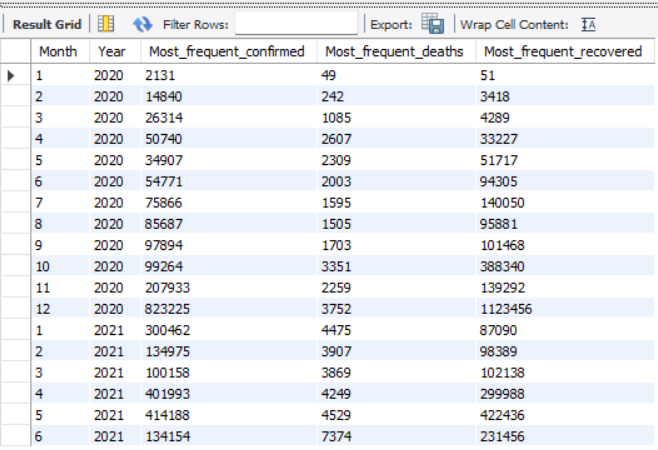 Result Grid Filter Rows: Export: Wrap Cell Content: IA
Month Year Most_frequent_confirmed Most_frequent_deaths Most_frequent_recovered
1 2020 2131 49 51
2 2020 14840 242 3418
3 2020 26314 1085 4289
4 2020 50740 2607 33227
5 2020 34907 2309 51717
6 2020 54771 2003 94305
7 2020 75866 1595 140050
8 2020 85687 1505 95881
9 2020 97894 1703 101468
10 2020 99264 3351 388340
11 2020 207933 2259 139292
12 2020 823225 3752 1123456
1 2021 300462 4475 87090
2 2021 134975 3907 98389
3 2021 100158 3869 102138
4 2021 401993 4249 299988
5 2021 414188 4529 422436
6 2021 134154 7374 231456